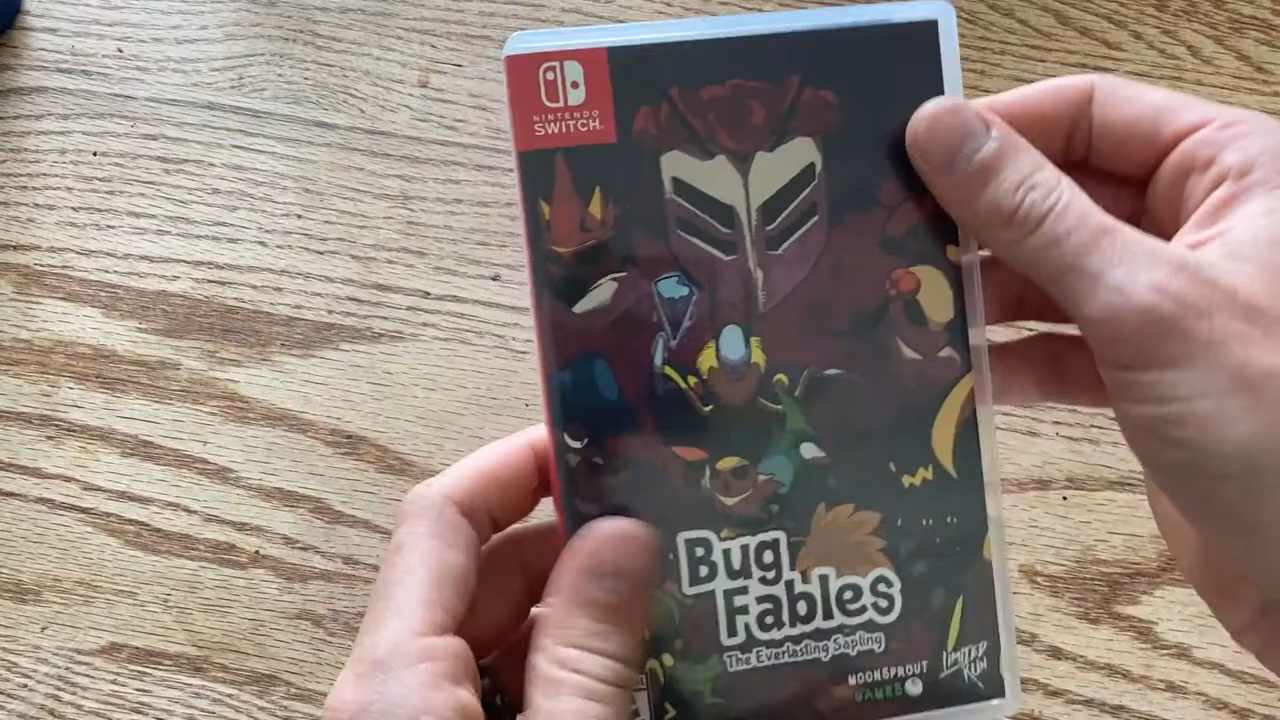 NINTENDO
SWITCH
Bug
Fables
The Everlasting Sapling
MOONSPROUT
GAMES
LIMITED
RUN